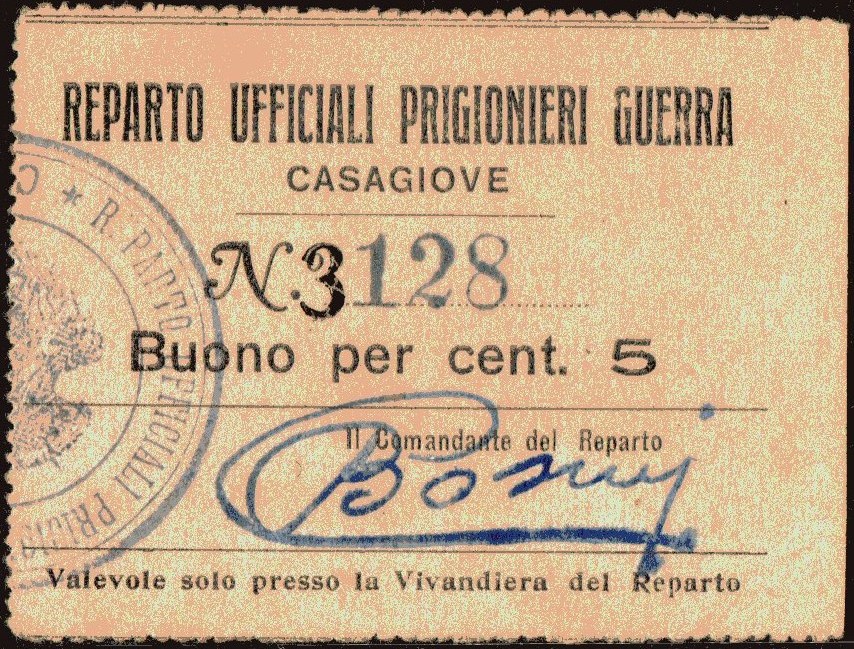 REPARTO UFFICIALI PRIGIONIERI GUERRA
CASAGIOVE
N. 3128
Buono per cent. 5
Il Comandante del Reparto
Valevole solo presso la Vivandiera del Reparto